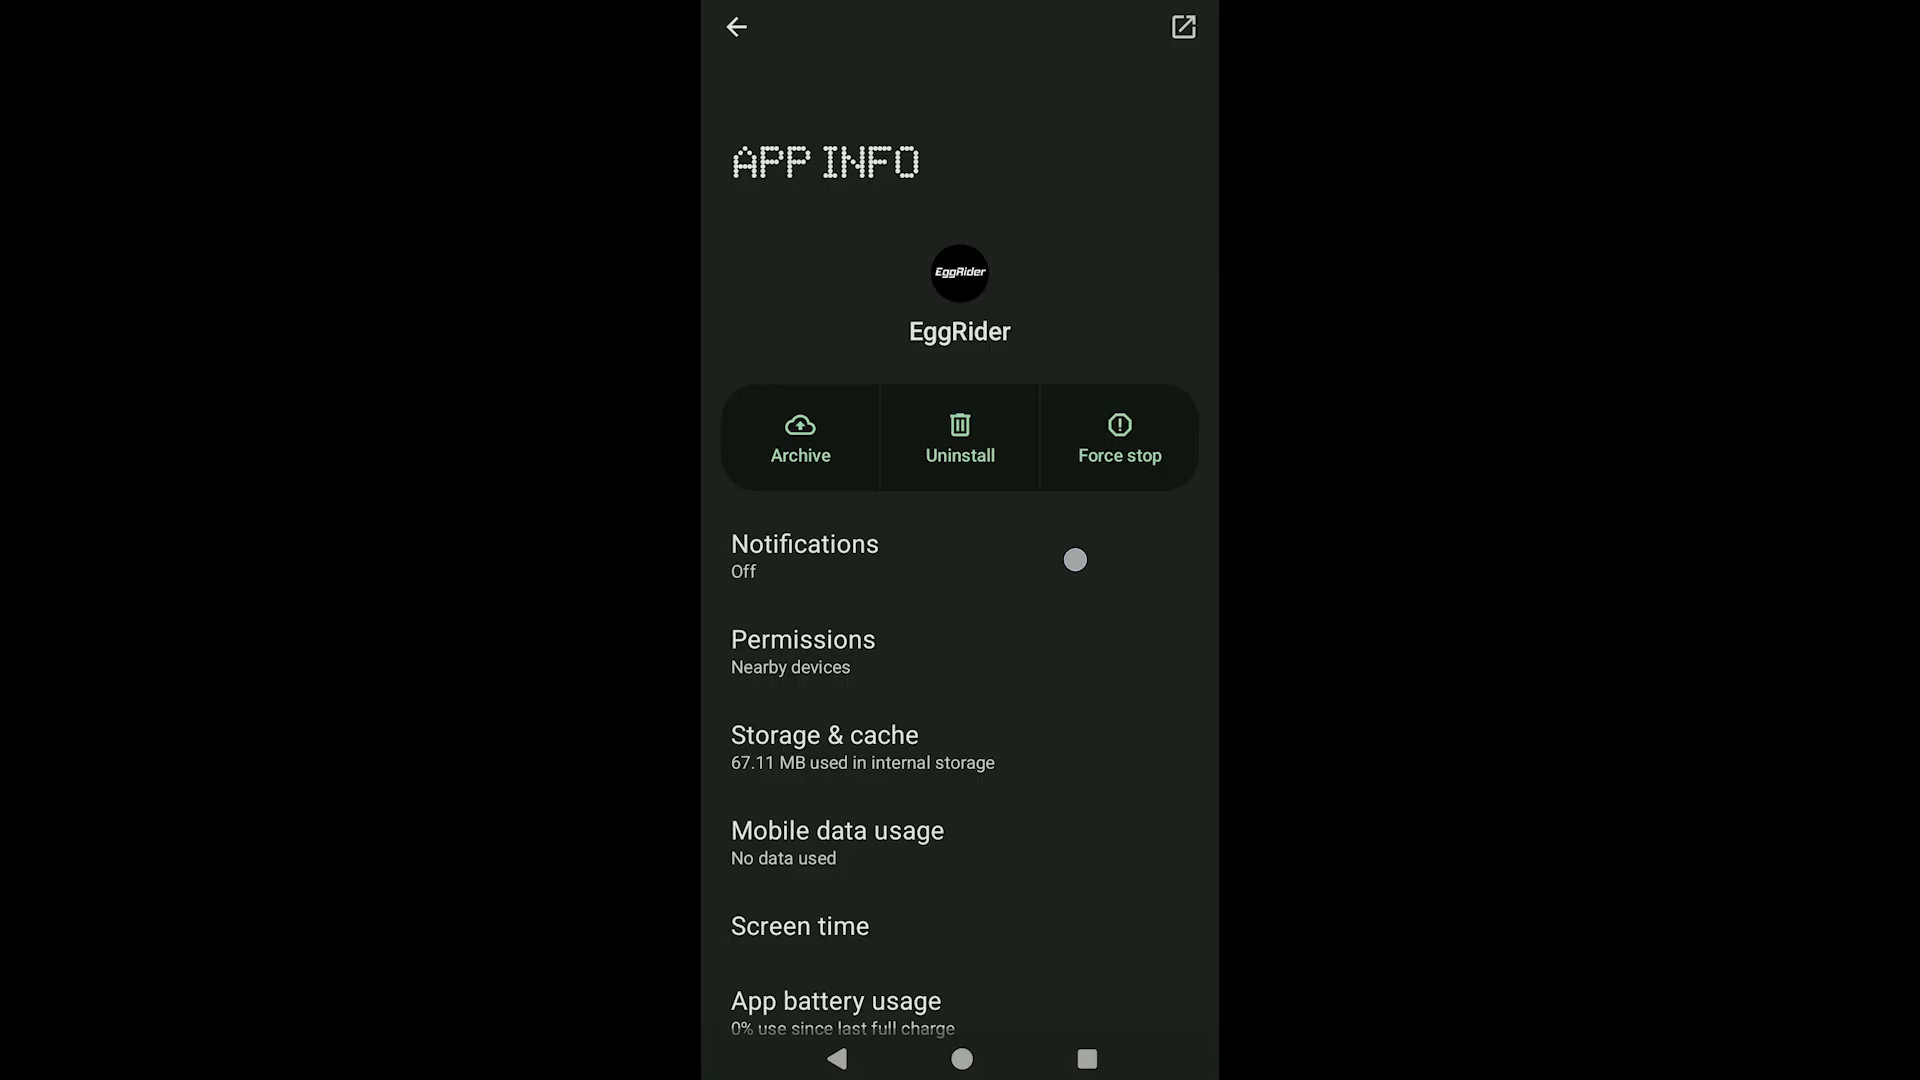 APP INFO
EggRider
EggRider
Archive
Uninstall
Force stop
Notifications
Off
Permissions
Nearby devices
Storage & cache
67.11 MB used in internal storage
Mobile data usage
No data used
Screen time
App battery usage
0% use since last full charge